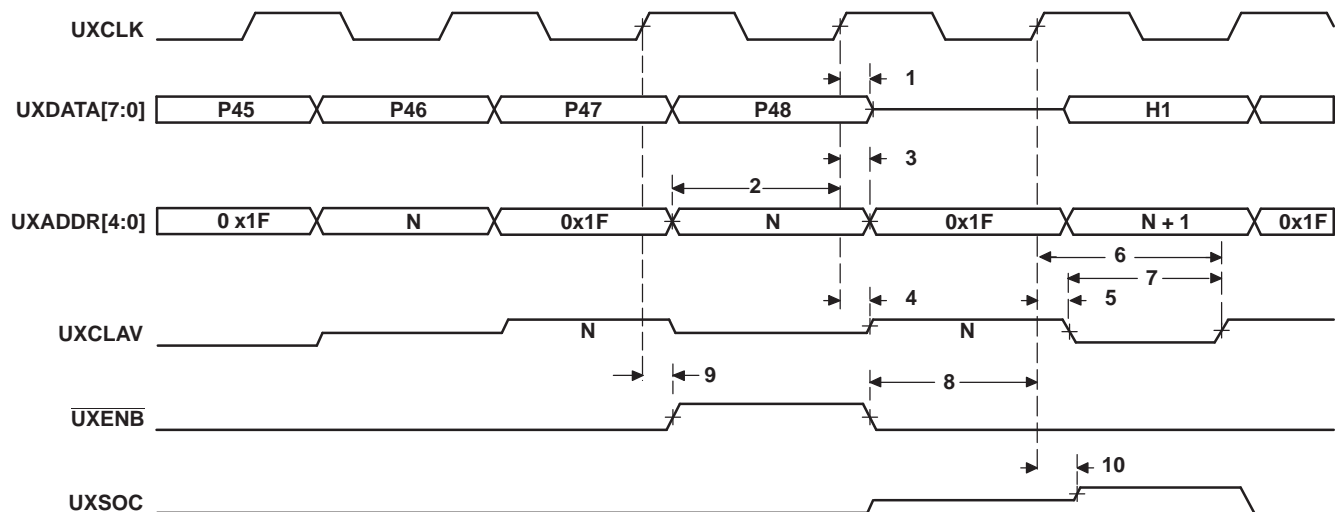 UXCLK
1
UXDATA[7:0] P45 P46 P47 P48 H1
3
2
UXADDR[4:0] 0 x1F N 0x1F N 0x1F N + 1 0x1F
6
7
4 5
UXCLAV N N
9 8
UXENB
10
UXSOC